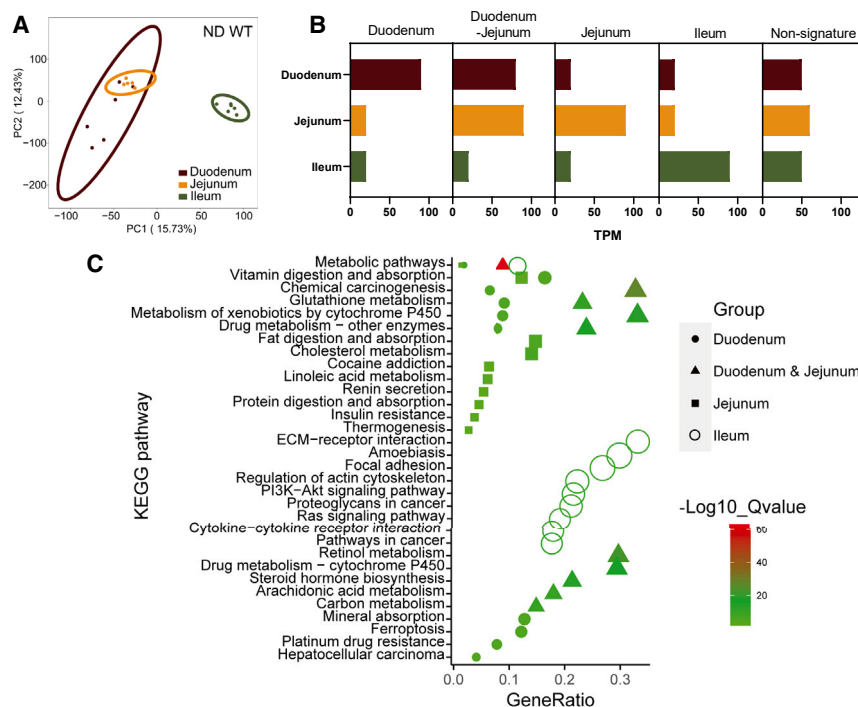 A
ND WT
100
0
−100
−200
PC2 ( 12.43%)
Duodenum
Jejunum
Ileum
−100
−50
0
50
100
PC1 ( 15.73%)
B
Duodenum
Duodenum
-Jejunum
Jejunum
Ileum
Non-signature
Duodenum
Jejunum
Ileum
0 50 100
0 50 100
0 50 100
0 50 100
0 50 100
TPM
C
KEGG pathway
Metabolic pathways
Vitamin digestion and absorption
Chemical carcinogenesis
Glutathione metabolism
Metabolism of xenobiotics by cytochrome P450
Drug metabolism − other enzymes
Fat digestion and absorption
Cholesterol metabolism
Cocaine addiction
Linoleic acid metabolism
Renin secretion
Protein digestion and absorption
Insulin resistance
Thermogenesis
ECM−receptor interaction
Amoebiasis
Focal adhesion
Regulation of actin cytoskeleton
PI3K−Akt signaling pathway
Proteoglycans in cancer
Ras signaling pathway
Cytokine−cytokine receptor interaction
Pathways in cancer
Retinol metabolism
Drug metabolism − cytochrome P450
Steroid hormone biosynthesis
Arachidonic acid metabolism
Carbon metabolism
Mineral absorption
Ferroptosis
Platinum drug resistance
Hepatocellular carcinoma
0.0 0.1 0.2 0.3
GeneRatio
Group
Duodenum
Duodenum & Jejunum
Jejunum
Ileum
-Log10_Qvalue
60
40
20